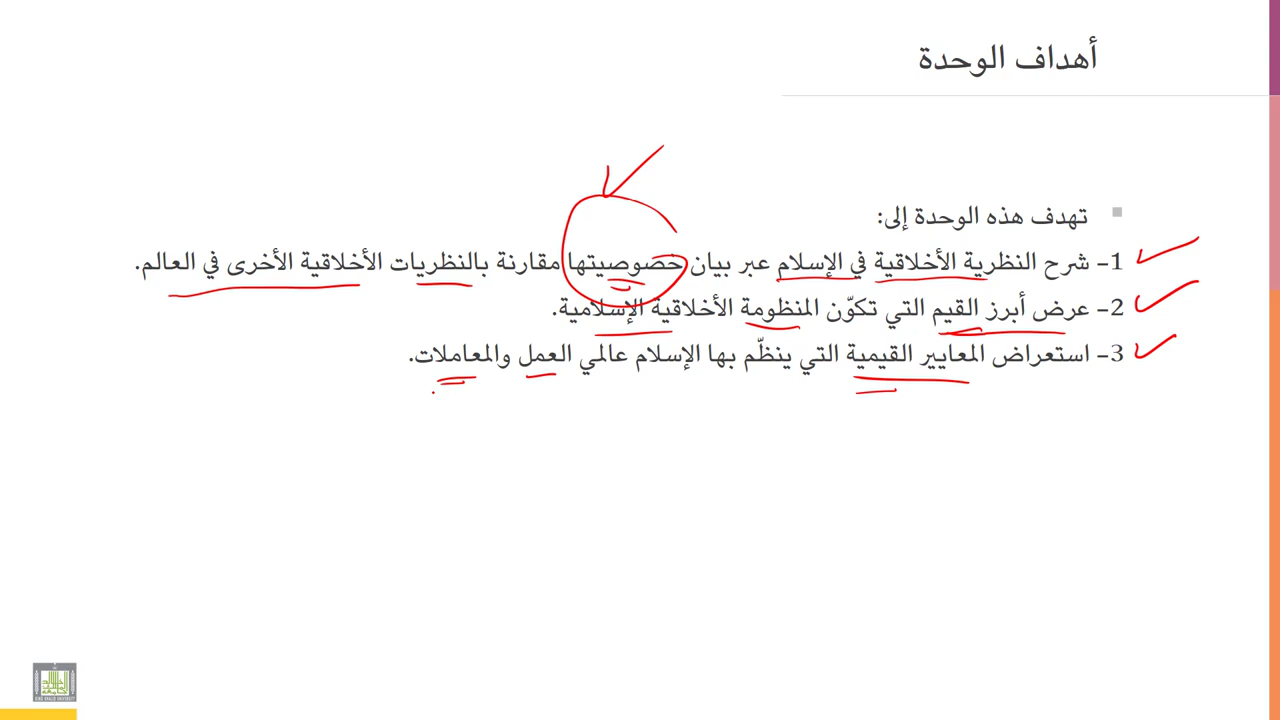 أهداف الوحدة
تهدف هذه الوحدة إلى:
1- شرح النظرية الأخلاقية في الإسلام عبر بيان خصوصيتها مقارنة بالنظريات الأخلاقية الأخرى في العالم.
2- عرض أبرز القيم التي تكوّن المنظومة الأخلاقية الإسلامية.
3- استعراض المعايير القيمية التي ينظّم بها الإسلام عالمي العمل والمعاملات.